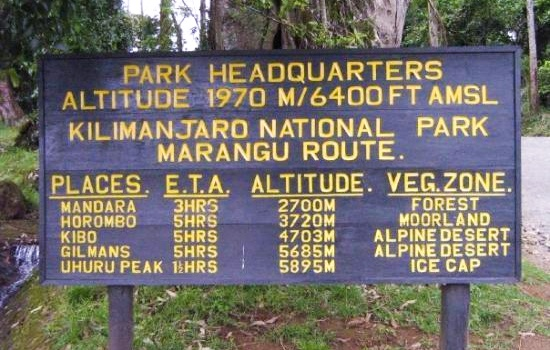 PARK HEADQUARTERS
ALTITUDE 1970 M/6400 FT AMSL
KILIMANJARO NATIONAL PARK
MARANGU ROUTE.
PLACES. E.T.A. ALTITUDE. VEG.ZONE.
MANDARA 3HRS 2700M FOREST
HOROMBO 5HRS 3720M MOORLAND
KIBO 5HRS 4703M ALPINE DESERT
GILMANS 5HRS 5685M ALPINE DESERT
UHURU PEAK 1½HRS 5895M ICE CAP